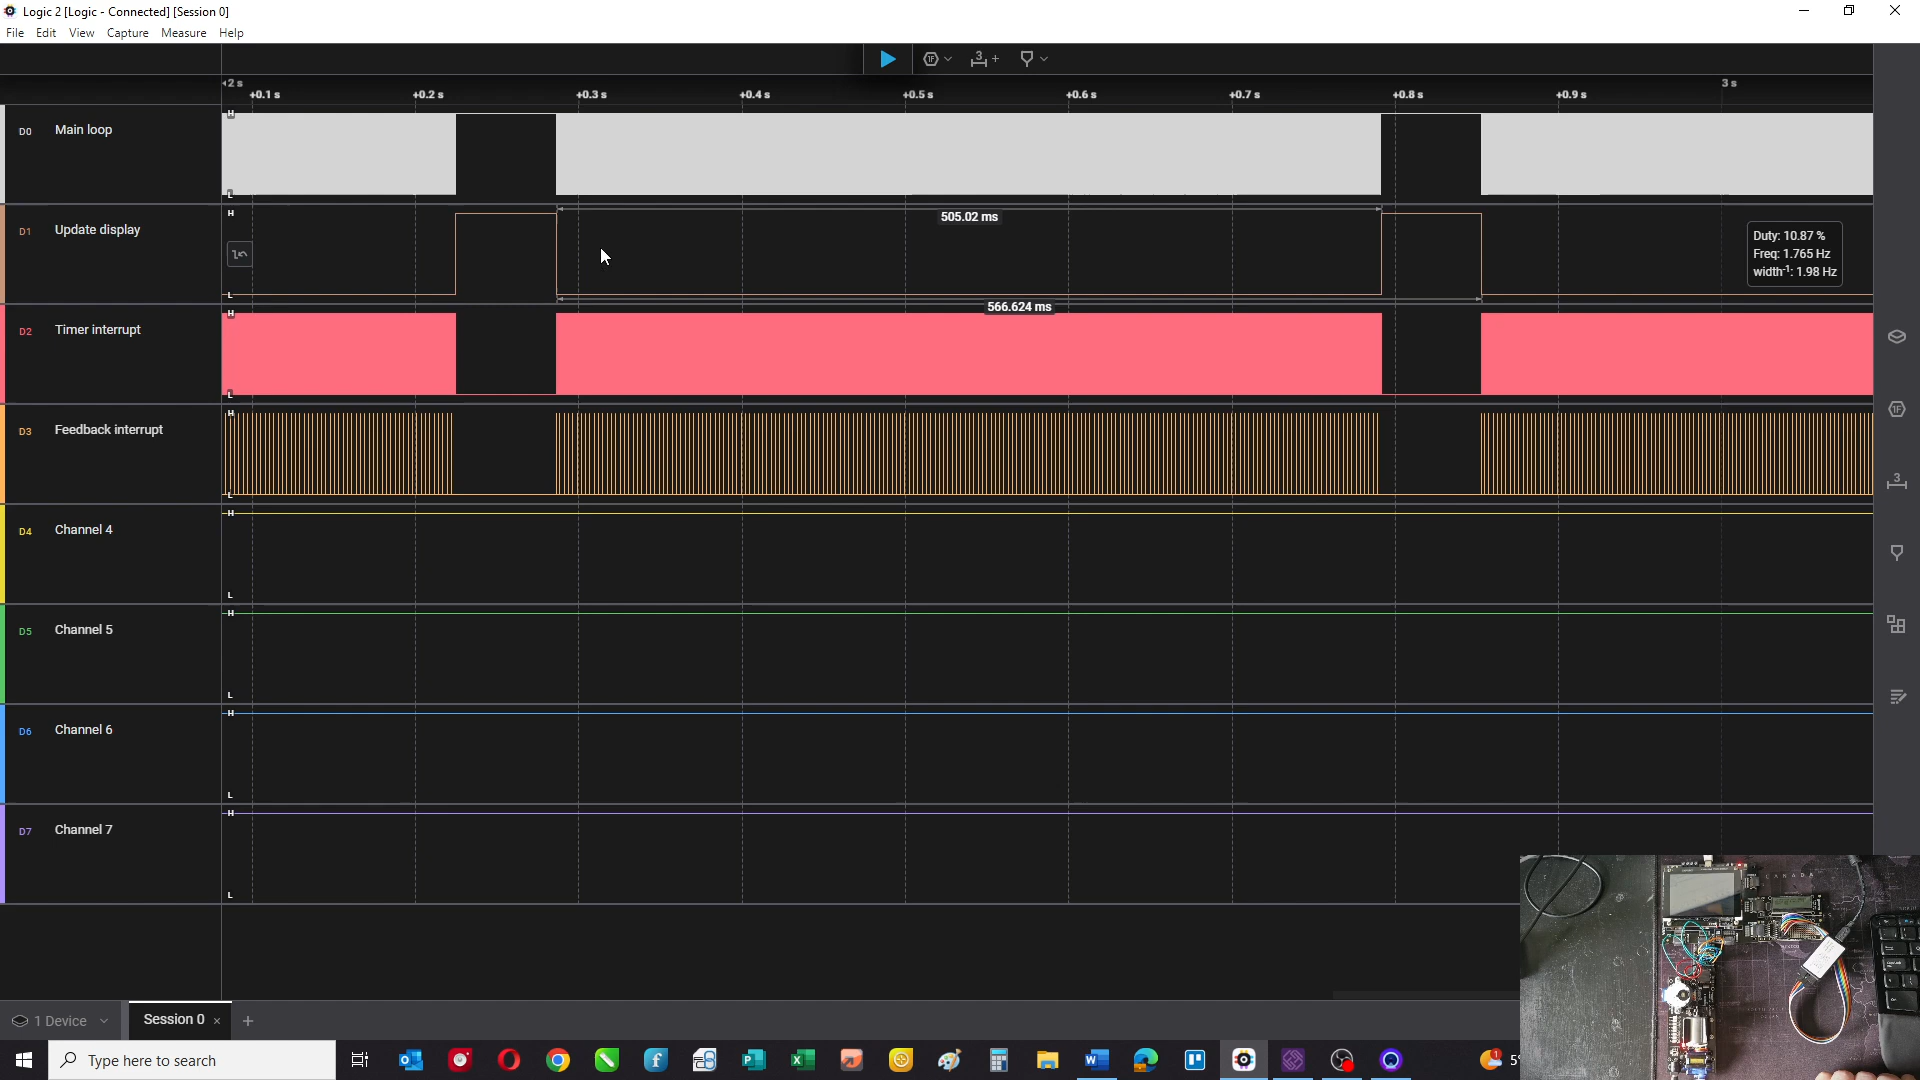 Logic 2 [Logic - Connected] [Session 0]
File Edit View Capture Measure Help
2 s
3 s
+0.1 s +0.2 s +0.3 s +0.4 s +0.5 s +0.6 s +0.7 s +0.8 s +0.9 s
D0 Main loop
H
L
D1 Update display
H
505.02 ms
Duty: 10.87 %
Freq: 1.765 Hz
width-1: 1.98 Hz
L
566.624 ms
D2 Timer interrupt
H
L
D3 Feedback interrupt
H
L
D4 Channel 4
H
L
D5 Channel 5
H
L
D6 Channel 6
H
L
D7 Channel 7
H
L
1 Device
Session 0 × +
Type here to search